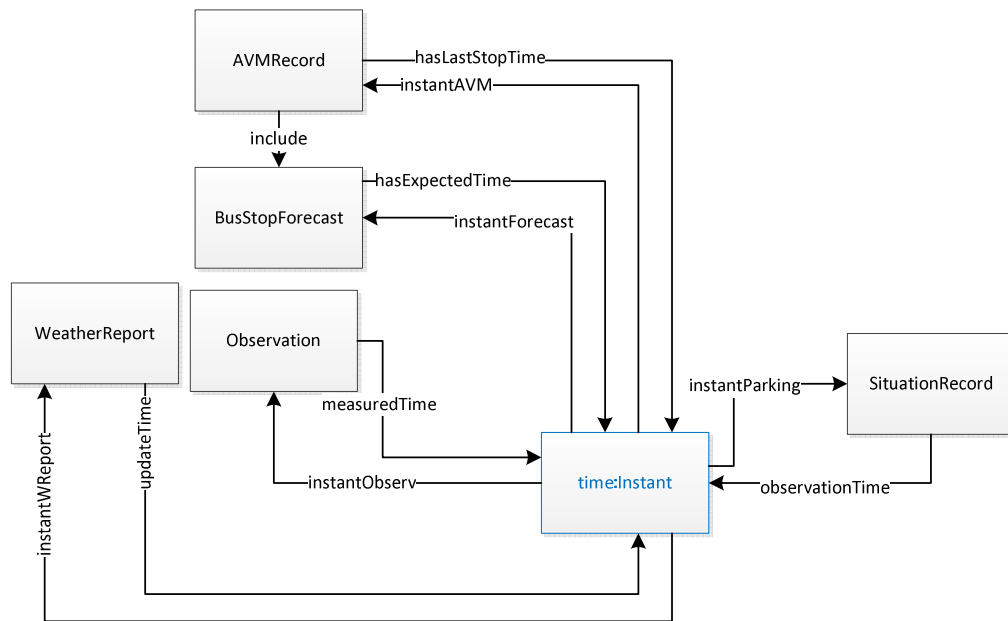 AVMRecord
hasLastStopTime
instantAVM
include
BusStopForecast
hasExpectedTime
instantForecast
WeatherReport
Observation
SituationRecord
instantParking
measuredTime
updateTime
instantWReport
instantObserv
time:Instant
observationTime